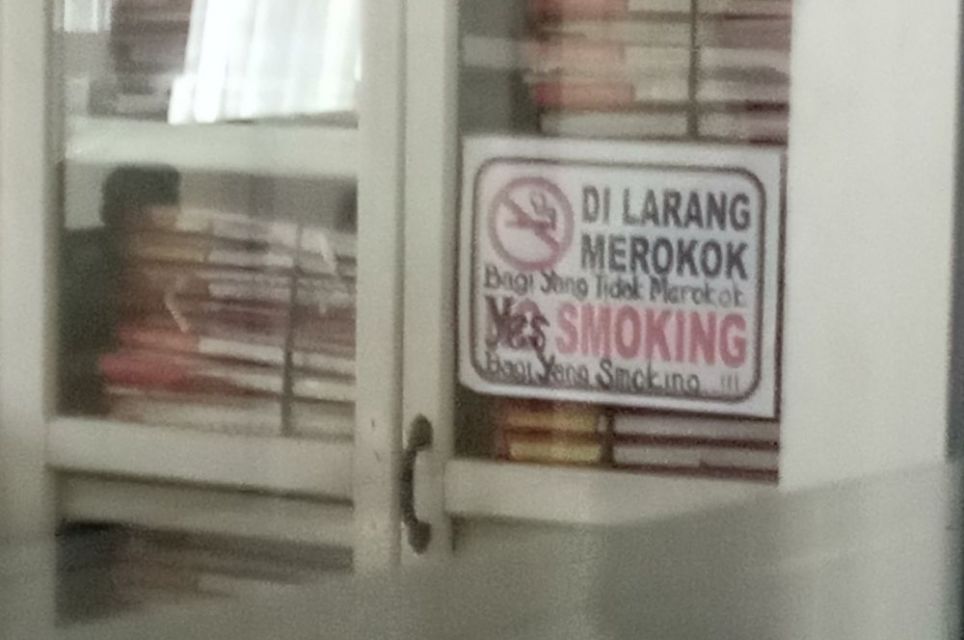 DI LARANG
MEROKOK
Bagi Yang Tidak Merokok
Yes SMOKING
Bagi Yang Smoking...!!!